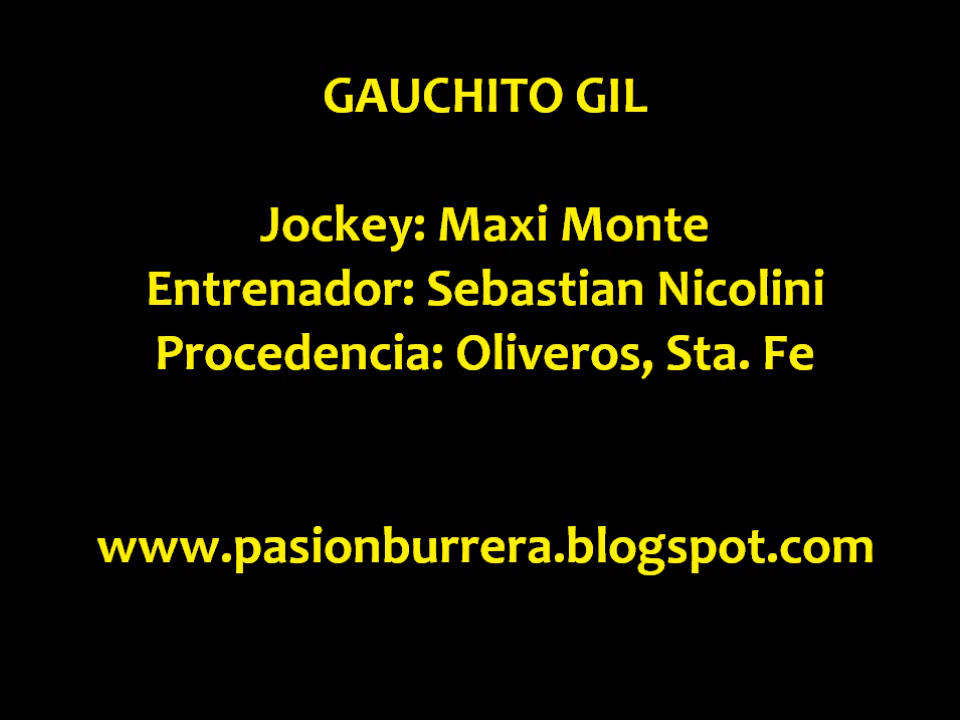 GAUCHITO GIL
Jockey: Maxi Monte
Entrenador: Sebastian Nicolini
Procedencia: Oliveros, Sta. Fe
www.pasionburrera.blogspot.com